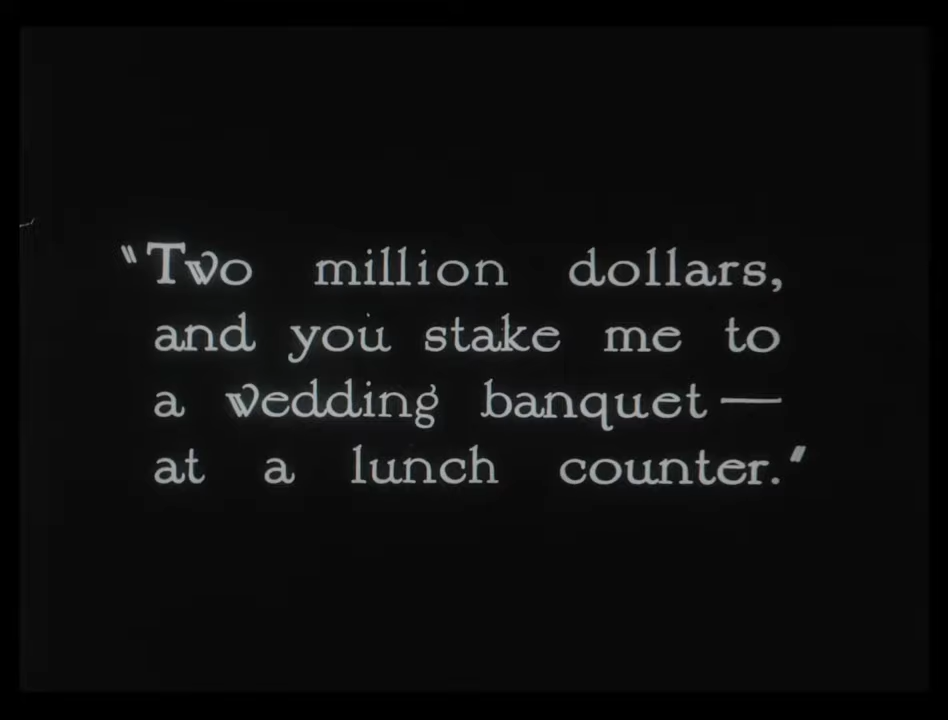 "Two million dollars,
and you stake me to
a wedding banquet —
at a lunch counter."